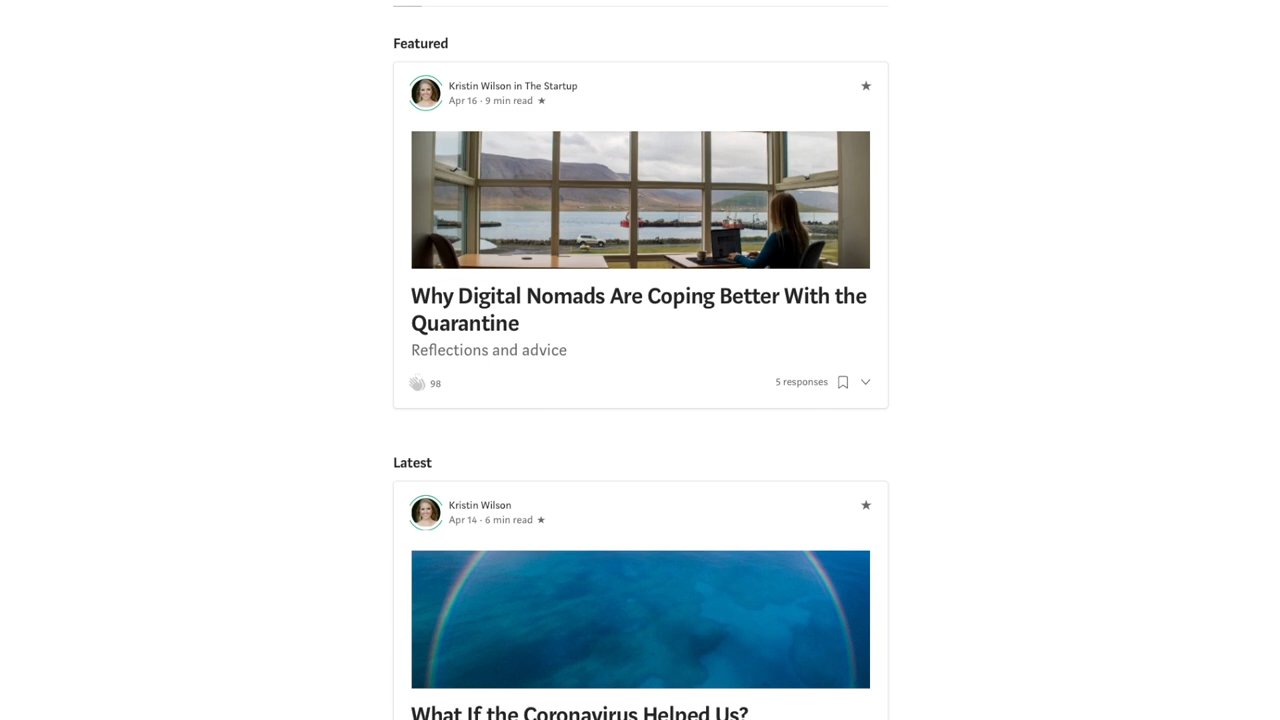 Featured
Kristin Wilson in The Startup
Apr 16 · 9 min read ★
Why Digital Nomads Are Coping Better With the
Quarantine
Reflections and advice
98
5 responses
Latest
Kristin Wilson
Apr 14 · 6 min read ★
What If the Coronavirus Helped Us?